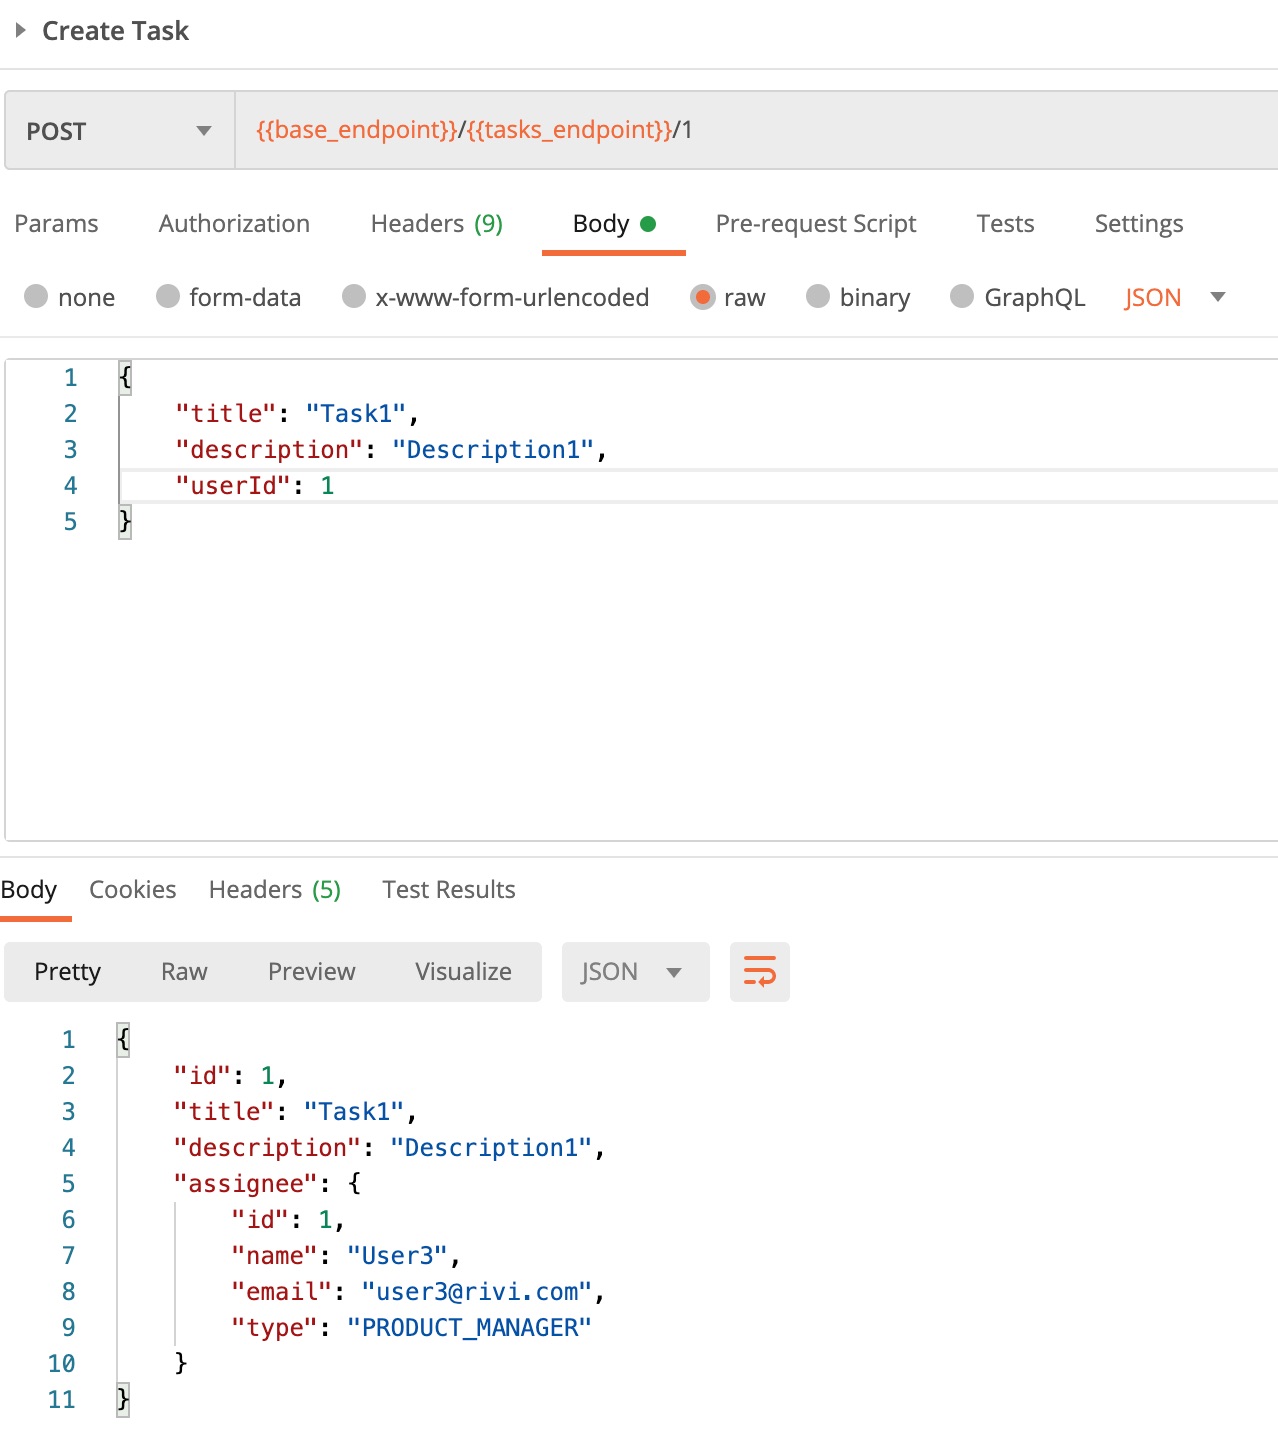 Create Task
POST {{base_endpoint}}/{{tasks_endpoint}}/1
Params Authorization Headers (9) Body Pre-request Script Tests Settings
none form-data x-www-form-urlencoded raw binary GraphQL JSON
1 {
2 "title": "Task1",
3 "description": "Description1",
4 "userId": 1
5 }
Body Cookies Headers (5) Test Results
Pretty Raw Preview Visualize JSON
1 {
2 "id": 1,
3 "title": "Task1",
4 "description": "Description1",
5 "assignee": {
6 "id": 1,
7 "name": "User3",
8 "email": "user3@rivi.com",
9 "type": "PRODUCT_MANAGER"
10 }
11 }